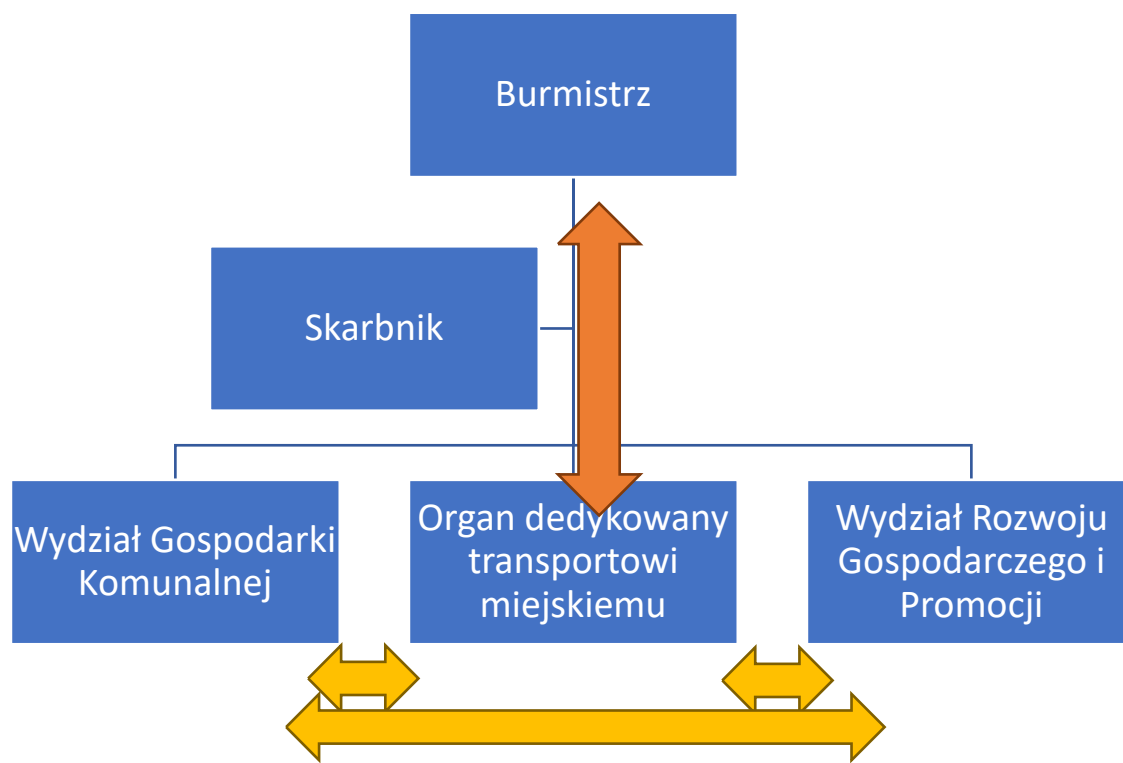 Burmistrz
Skarbnik
Wydział Gospodarki
Komunalnej
Organ dedykowany
transportowi
miejskiemu
Wydział Rozwoju
Gospodarczego i
Promocji